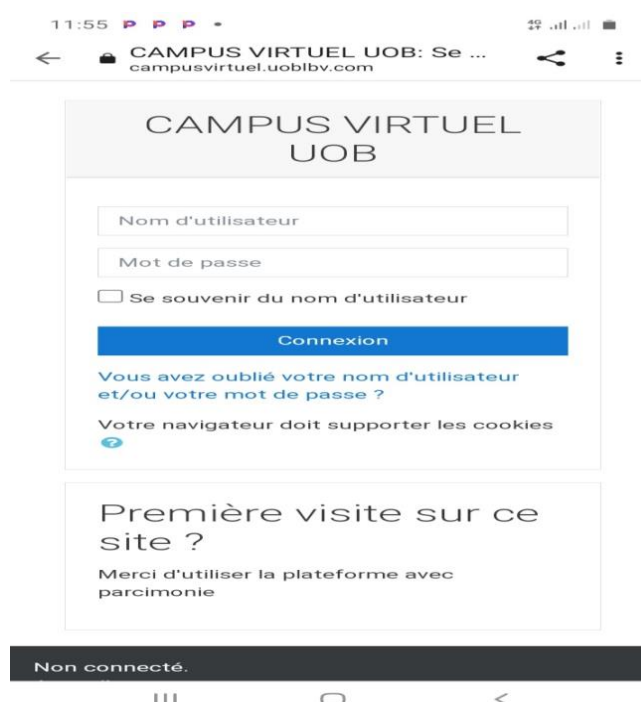 11:55 P P P •
4G
CAMPUS VIRTUEL UOB: Se ...
campusvirtuel.uoblbv.com
CAMPUS VIRTUEL
UOB
Nom d'utilisateur
Mot de passe
Se souvenir du nom d'utilisateur
Connexion
Vous avez oublié votre nom d'utilisateur
et/ou votre mot de passe ?
Votre navigateur doit supporter les cookies
?
Première visite sur ce
site ?
Merci d'utiliser la plateforme avec
parcimonie
Non connecté.